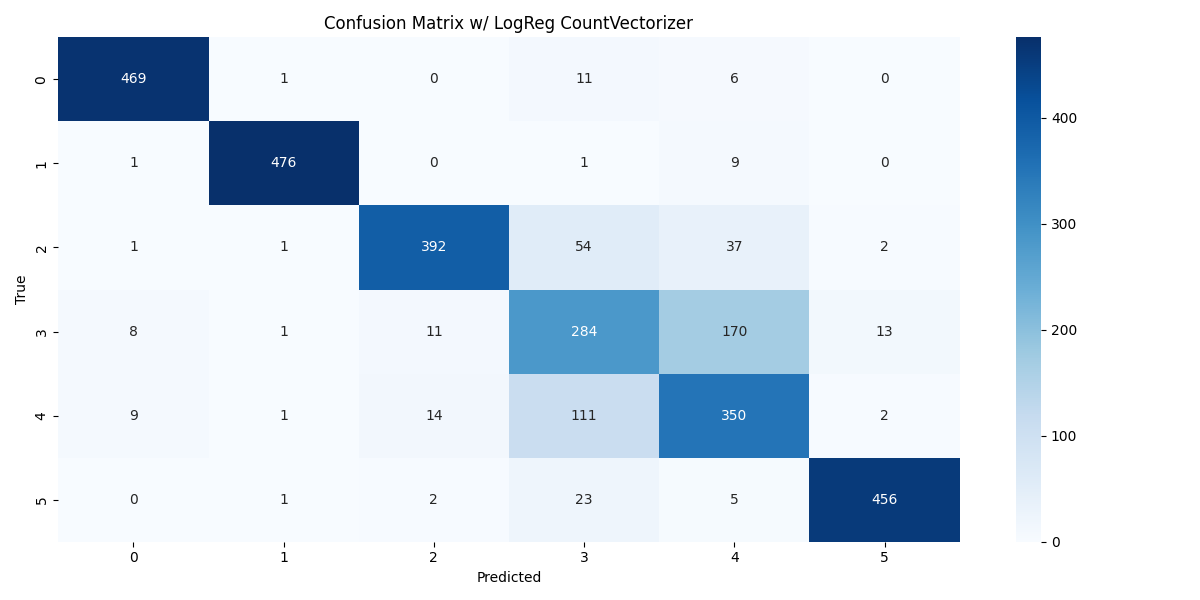 Confusion Matrix w/ LogReg CountVectorizer
0 469 1 0 11 6 0
1 1 476 0 1 9 0
2 1 1 392 54 37 2
3 8 1 11 284 170 13
4 9 1 14 111 350 2
5 0 1 2 23 5 456
0 1 2 3 4 5
True
Predicted
400
300
200
100
0